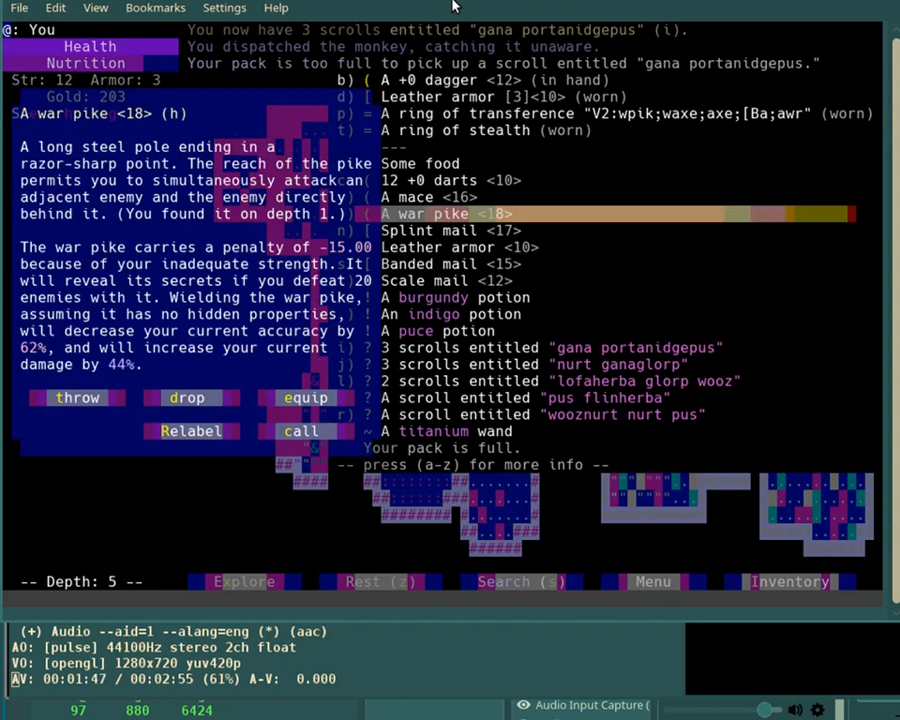 File Edit View Bookmarks Settings Help
@: You
You now have 3 scrolls entitled "gana portanidgepus" (i).
Health
You dispatched the monkey, catching it unaware.
Nutrition
Your pack is too full to pick up a scroll entitled "gana portanidgepus."
Str: 12 Armor: 3
Gold: 203
A war pike <18> (h)
A long steel pole ending in a
razor-sharp point. The reach of the pike
permits you to simultaneously attack an
adjacent enemy and the enemy directly
behind it. (You found it on depth 1.)
The war pike carries a penalty of -15.00
because of your inadequate strength. It
will reveal its secrets if you defeat 20
enemies with it. Wielding the war pike,
assuming it has no hidden properties,
will decrease your current accuracy by
62%, and will increase your current
damage by 44%.
throw drop equip
Relabel call
b) ( A +0 dagger <12> (in hand)
d) [ Leather armor [3]<10> (worn)
p) = A ring of transference "V2:wpik;waxe;axe;[Ba;awr" (worn)
t) = A ring of stealth (worn)
---
Some food
( 12 +0 darts <10>
( A mace <16>
( A war pike <18>
n) [ Splint mail <17>
[ Leather armor <10>
[ Banded mail <15>
[ Scale mail <12>
! A burgundy potion
! An indigo potion
! A puce potion
i) ? 3 scrolls entitled "gana portanidgepus"
j) ? 3 scrolls entitled "nurt ganaglorp"
l) ? 2 scrolls entitled "lofaherba glorp wooz"
? A scroll entitled "pus flinherba"
r) ? A scroll entitled "wooznurt nurt pus"
~ A titanium wand
Your pack is full.
-- press (a-z) for more info --
-- Depth: 5 --
Explore Rest (z) Search (s) Menu Inventory
(+) Audio --aid=1 --alang=eng (*) (aac)
AO: [pulse] 44100Hz stereo 2ch float
VO: [opengl] 1280x720 yuv420p
AV: 00:01:47 / 00:02:55 (61%) A-V: 0.000
97 880 6424
Audio Input Capture (